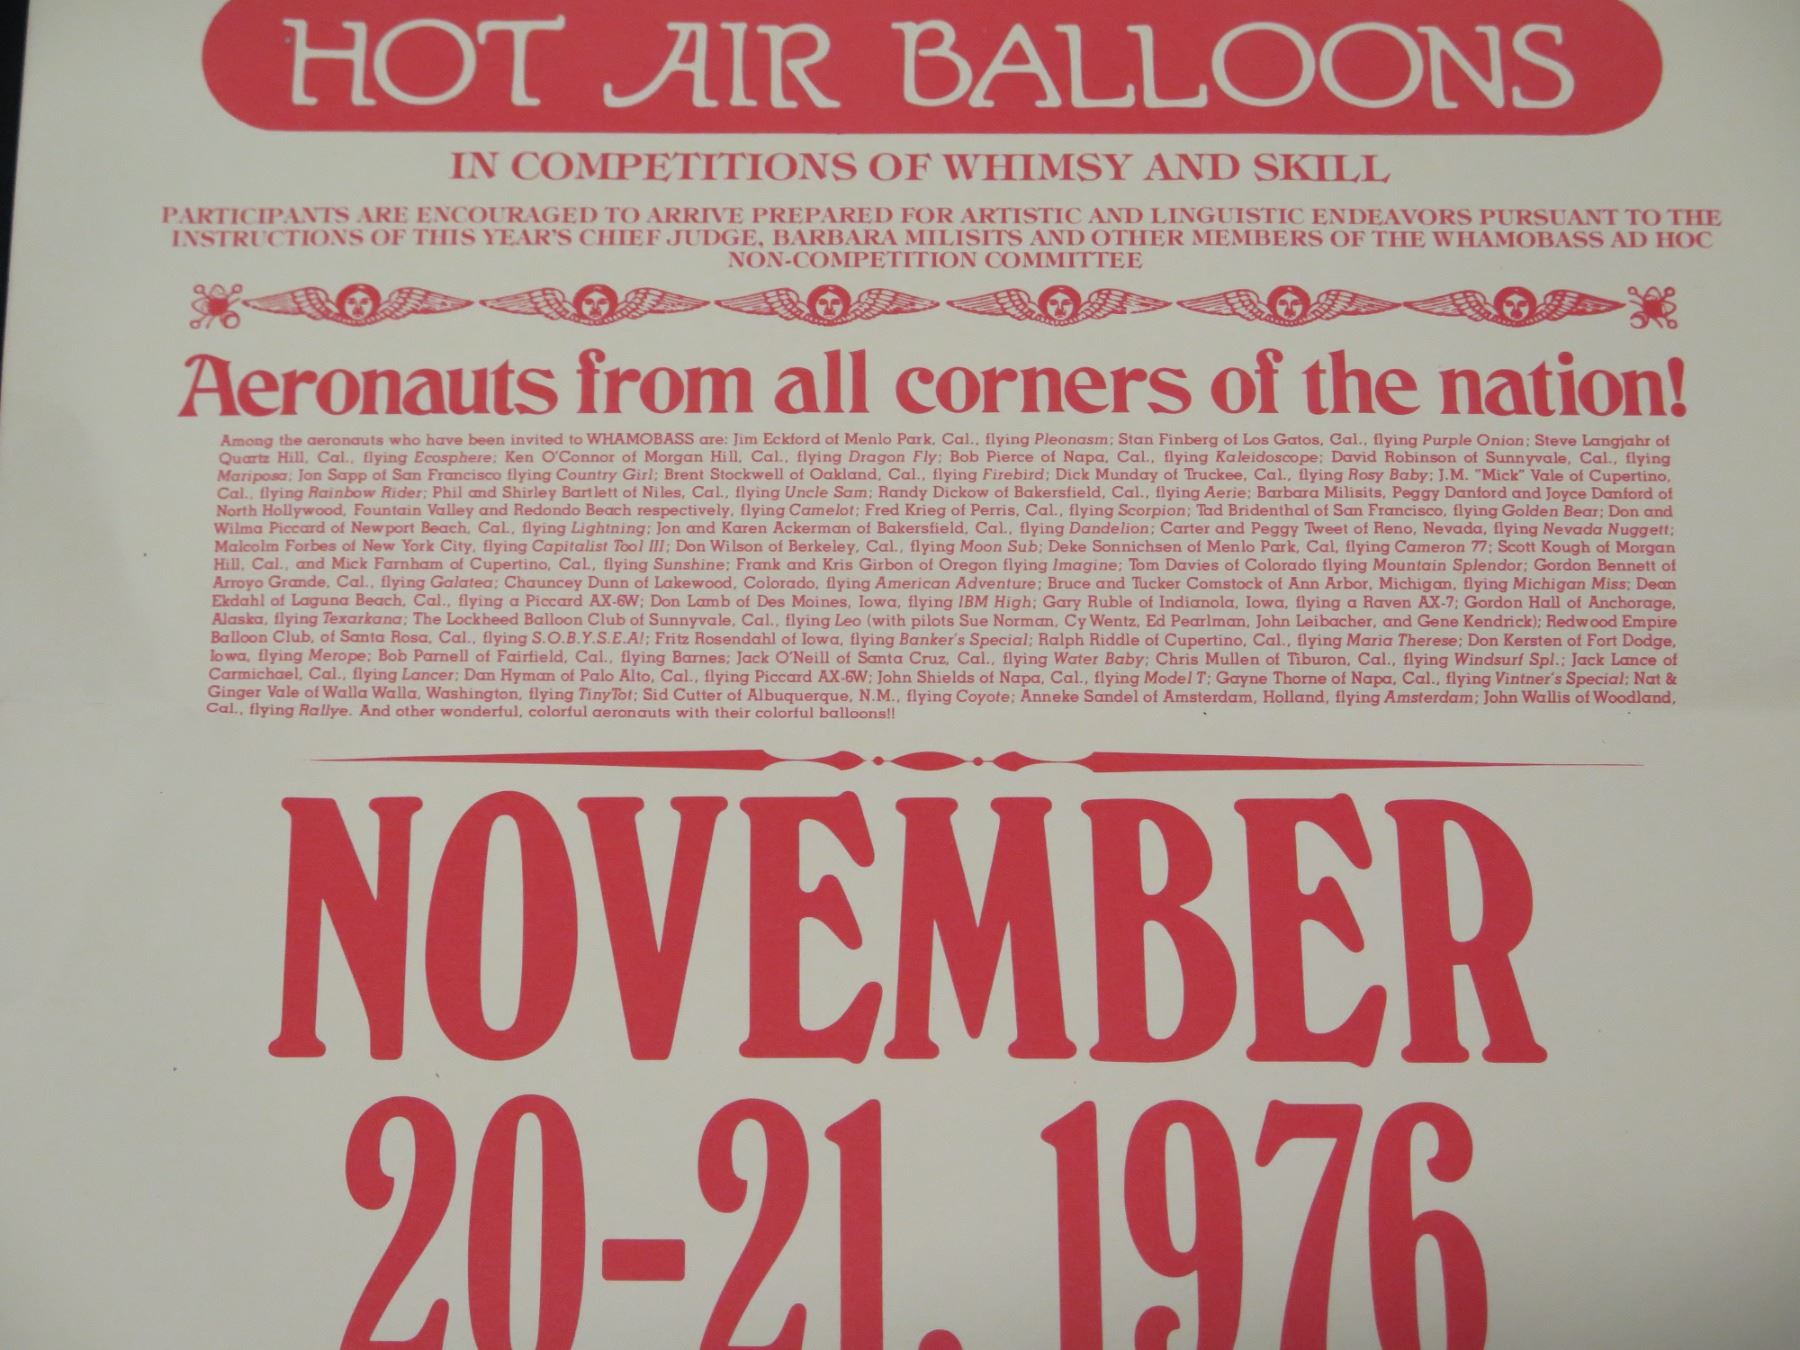 HOT AIR BALLOONS
IN COMPETITIONS OF WHIMSY AND SKILL
PARTICIPANTS ARE ENCOURAGED TO ARRIVE PREPARED FOR ARTISTIC AND LINGUISTIC ENDEAVORS PURSUANT TO THE
INSTRUCTIONS OF THIS YEAR'S CHIEF JUDGE, BARBARA MILISITS AND OTHER MEMBERS OF THE WHAMOBASS AD HOC
NON-COMPETITION COMMITTEE
Aeronauts from all corners of the nation!
Among the aeronauts who have been invited to WHAMOBASS are: Jim Eckford of Menlo Park, Cal., flying Pleonasm; Stan Finberg of Los Gatos, Cal., flying Purple Onion; Steve Langjahr of
Quartz Hill, Cal., flying Ecosphere; Ken O'Connor of Morgan Hill, Cal., flying Dragon Fly; Bob Pierce of Napa, Cal., flying Kaleidoscope; David Robinson of Sunnyvale, Cal., flying
Mariposa; Jon Sapp of San Francisco flying Country Girl; Brent Stockwell of Oakland, Cal., flying Firebird; Dick Munday of Truckee, Cal., flying Rosy Baby; J.M. "Mick" Vale of Cupertino,
Cal., flying Rainbow Rider; Phil and Shirley Bartlett of Niles, Cal., flying Uncle Sam; Randy Dickow of Bakersfield, Cal., flying Aerie; Barbara Milisits, Peggy Danford and Joyce Danford of
North Hollywood, Fountain Valley and Redondo Beach respectively, flying Camelot; Fred Krieg of Perris, Cal., flying Scorpion; Tad Bridenthal of San Francisco, flying Golden Bear; Don and
Wilma Piccard of Newport Beach, Cal., flying Lightning; Jon and Karen Ackerman of Bakersfield, Cal., flying Dandelion; Carter and Peggy Tweet of Reno, Nevada, flying Nevada Nuggett;
Malcolm Forbes of New York City, flying Capitalist Tool III; Don Wilson of Berkeley, Cal., flying Moon Sub; Deke Sonnichsen of Menlo Park, Cal, flying Cameron 77; Scott Kough of Morgan
Hill, Cal., and Mick Farnham of Cupertino, Cal., flying Sunshine; Frank and Kris Girbon of Oregon flying Imagine; Tom Davies of Colorado flying Mountain Splendor; Gordon Bennett of
Arroyo Grande, Cal., flying Galatea; Chauncey Dunn of Lakewood, Colorado, flying American Adventure; Bruce and Tucker Comstock of Ann Arbor, Michigan, flying Michigan Miss; Dean
Ekdahl of Laguna Beach, Cal., flying a Piccard AX-6W; Don Lamb of Des Moines, Iowa, flying IBM High; Gary Ruble of Indianola, Iowa, flying a Raven AX-7; Gordon Hall of Anchorage,
Alaska, flying Texarkana; The Lockheed Balloon Club of Sunnyvale, Cal., flying Leo (with pilots Sue Norman, Cy Wentz, Ed Pearlman, John Leibacher, and Gene Kendrick); Redwood Empire
Balloon Club, of Santa Rosa, Cal., flying S.O.B.Y.S.E.A!; Fritz Rosendahl of Iowa, flying Banker's Special; Ralph Riddle of Cupertino, Cal., flying Maria Therese; Don Kersten of Fort Dodge,
Iowa, flying Merope; Bob Parnell of Fairfield, Cal., flying Barnes; Jack O'Neill of Santa Cruz, Cal., flying Water Baby; Chris Mullen of Tiburon, Cal., flying Windsurf Spl.; Jack Lance of
Carmichael, Cal., flying Lancer; Dan Hyman of Palo Alto, Cal., flying Piccard AX-6W; John Shields of Napa, Cal., flying Model T; Gayne Thorne of Napa, Cal., flying Vintner's Special; Nat &
Ginger Vale of Walla Walla, Washington, flying TinyTot; Sid Cutter of Albuquerque, N.M., flying Coyote; Anneke Sandel of Amsterdam, Holland, flying Amsterdam; John Wallis of Woodland,
Cal., flying Rallye. And other wonderful, colorful aeronauts with their colorful balloons!!
NOVEMBER
20-21, 1976